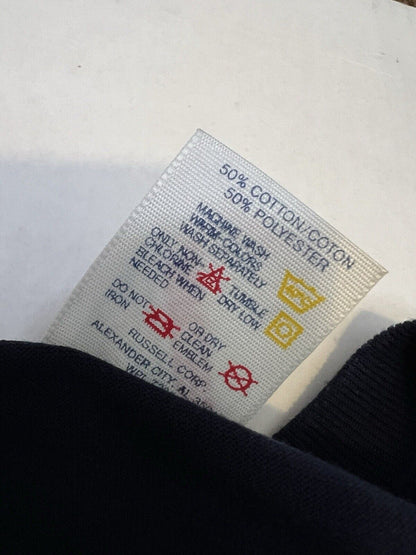 50% COTTON/COTON
50% POLYESTER
MACHINE WASH
WARM-COLORS
WASH SEPARATELY
ONLY NON-
CHLORINE TUMBLE
BLEACH WHEN DRY LOW
NEEDED
DO NOT OR DRY
IRON CLEAN
EMBLEM
RUSSELL CORP.
ALEXANDER CITY, AL